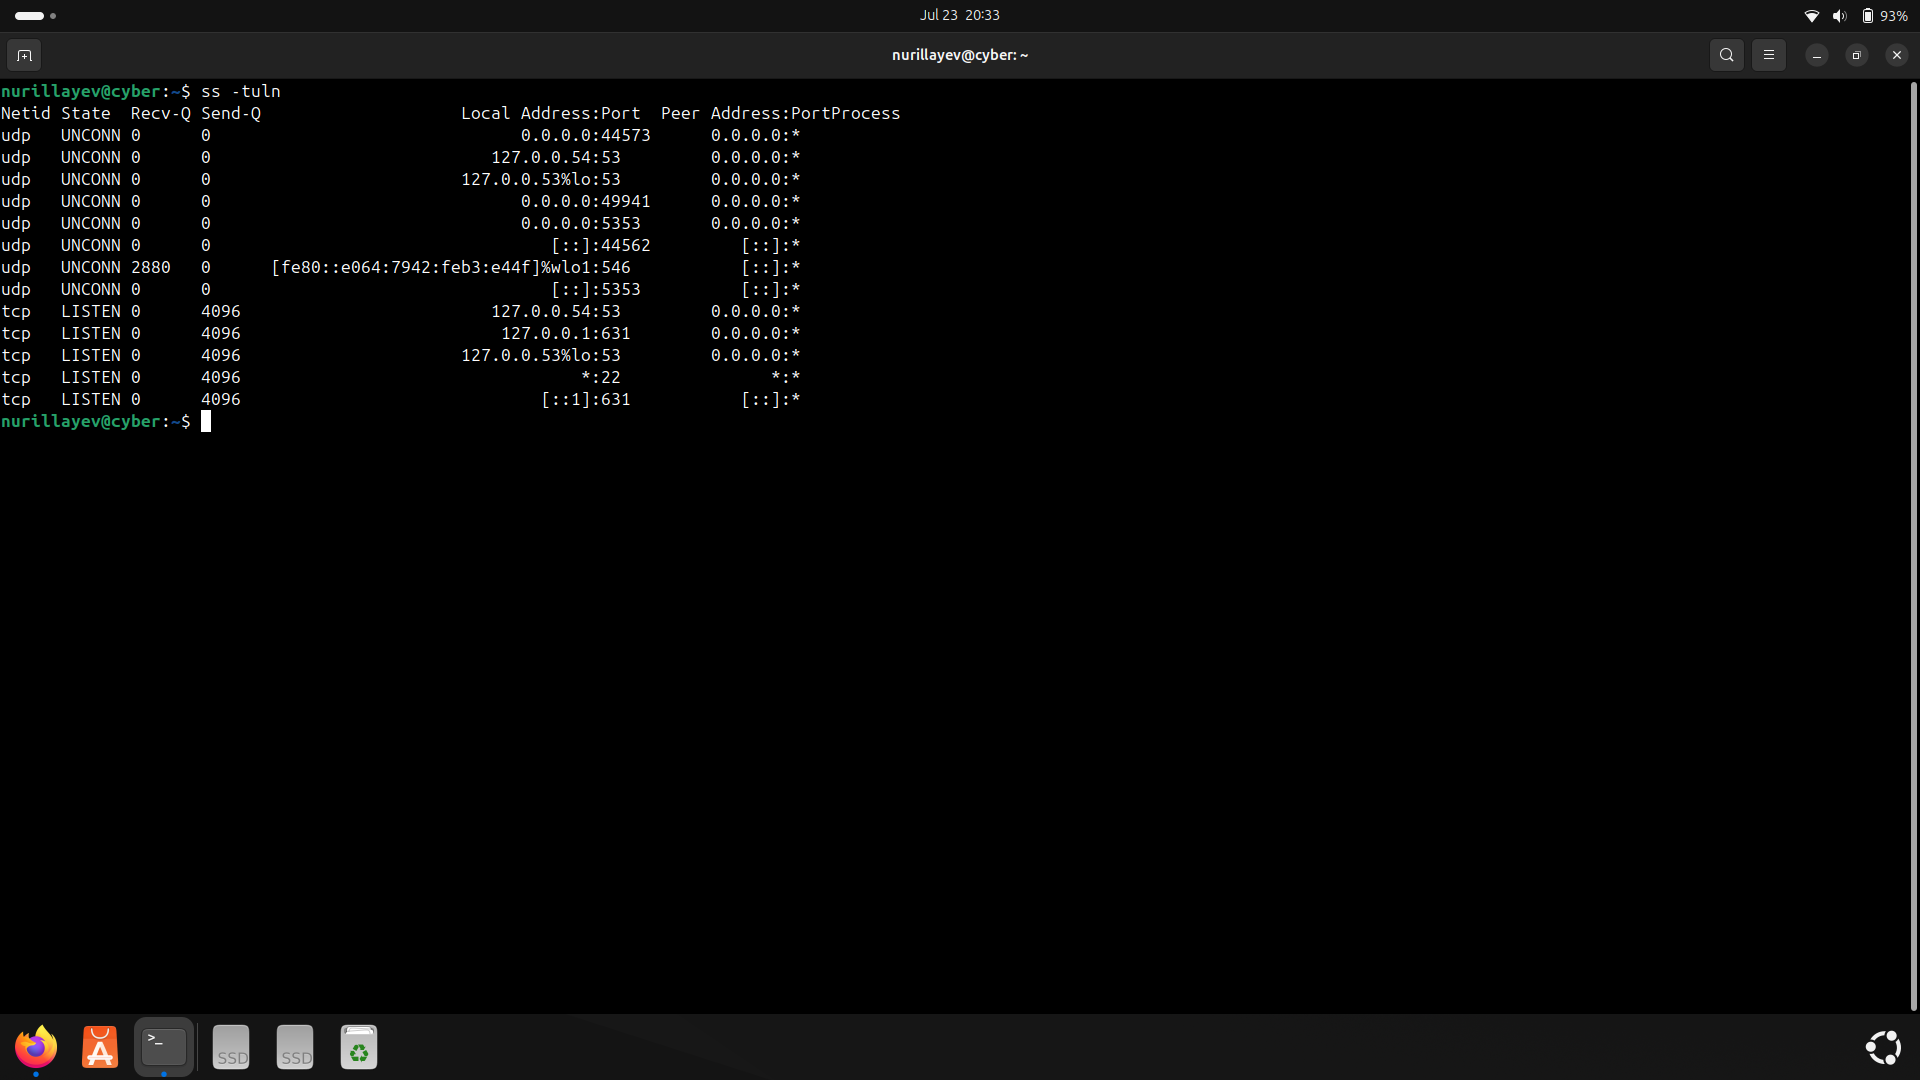 Jul 23 20:33
93%
nurillayev@cyber: ~
nurillayev@cyber:~$ ss -tuln
Netid State Recv-Q Send-Q Local Address:Port Peer Address:PortProcess
udp UNCONN 0 0 0.0.0.0:44573 0.0.0.0:*
udp UNCONN 0 0 127.0.0.54:53 0.0.0.0:*
udp UNCONN 0 0 127.0.0.53%lo:53 0.0.0.0:*
udp UNCONN 0 0 0.0.0.0:49941 0.0.0.0:*
udp UNCONN 0 0 0.0.0.0:5353 0.0.0.0:*
udp UNCONN 0 0 [::]:44562 [::]:*
udp UNCONN 2880 0 [fe80::e064:7942:feb3:e44f]%wlo1:546 [::]:*
udp UNCONN 0 0 [::]:5353 [::]:*
tcp LISTEN 0 4096 127.0.0.54:53 0.0.0.0:*
tcp LISTEN 0 4096 127.0.0.1:631 0.0.0.0:*
tcp LISTEN 0 4096 127.0.0.53%lo:53 0.0.0.0:*
tcp LISTEN 0 4096 *:22 *:*
tcp LISTEN 0 4096 [::1]:631 [::]:*
nurillayev@cyber:~$
>_
SSD
SSD